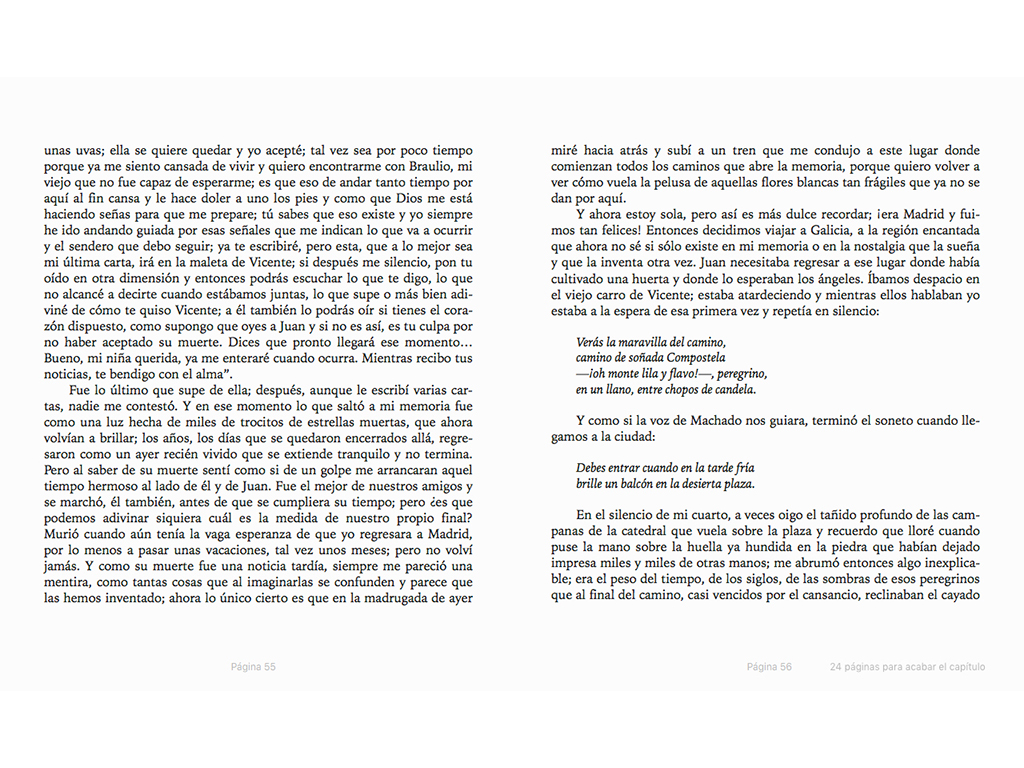 unas uvas; ella se quiere quedar y yo acepté; tal vez sea por poco tiempo
porque ya me siento cansada de vivir y quiero encontrarme con Braulio, mi
viejo que no fue capaz de esperarme; es que eso de andar tanto tiempo por
aquí al fin cansa y le hace doler a uno los pies y como que Dios me está
haciendo señas para que me prepare; tú sabes que eso existe y yo siempre
he ido andando guiada por esas señales que me indican lo que va a ocurrir
y el sendero que debo seguir; ya te escribiré, pero esta, que a lo mejor sea
mi última carta, irá en la maleta de Vicente; si después me silencio, pon tu
oído en otra dimensión y entonces podrás escuchar lo que te digo, lo que
no alcancé a decirte cuando estábamos juntas, lo que supe o más bien adi-
viné de cómo te quiso Vicente; a él también lo podrás oír si tienes el cora-
zón dispuesto, como supongo que oyes a Juan y si no es así, es tu culpa por
no haber aceptado su muerte. Dices que pronto llegará ese momento…
Bueno, mi niña querida, ya me enteraré cuando ocurra. Mientras recibo tus
noticias, te bendigo con el alma”.
Fue lo último que supe de ella; después, aunque le escribí varias car-
tas, nadie me contestó. Y en ese momento lo que saltó a mi memoria fue
como una luz hecha de miles de trocitos de estrellas muertas, que ahora
volvían a brillar; los años, los días que se quedaron encerrados allá, regre-
saron como un ayer recién vivido que se extiende tranquilo y no termina.
Pero al saber de su muerte sentí como si de un golpe me arrancaran aquel
tiempo hermoso al lado de él y de Juan. Fue el mejor de nuestros amigos y
se marchó, él también, antes de que se cumpliera su tiempo; pero ¿es que
podemos adivinar siquiera cuál es la medida de nuestro propio final?
Murió cuando aún tenía la vaga esperanza de que yo regresara a Madrid,
por lo menos a pasar unas vacaciones, tal vez unos meses; pero no volví
jamás. Y como su muerte fue una noticia tardía, siempre me pareció una
mentira, como tantas cosas que al imaginarlas se confunden y parece que
las hemos inventado; ahora lo único cierto es que en la madrugada de ayer
Página 55
miré hacia atrás y subí a un tren que me condujo a este lugar donde
comienzan todos los caminos que abre la memoria, porque quiero volver a
ver cómo vuela la pelusa de aquellas flores blancas tan frágiles que ya no se
dan por aquí.
Y ahora estoy sola, pero así es más dulce recordar; ¡era Madrid y fui-
mos tan felices! Entonces decidimos viajar a Galicia, a la región encantada
que ahora no sé si sólo existe en mi memoria o en la nostalgia que la sueña
y que la inventa otra vez. Juan necesitaba regresar a ese lugar donde había
cultivado una huerta y donde lo esperaban los ángeles. Íbamos despacio en
el viejo carro de Vicente; estaba atardeciendo y mientras ellos hablaban yo
estaba a la espera de esa primera vez y repetía en silencio:
Verás la maravilla del camino,
camino de soñada Compostela
—¡oh monte lila y flavo!—, peregrino,
en un llano, entre chopos de candela.
Y como si la voz de Machado nos guiara, terminó el soneto cuando lle-
gamos a la ciudad:
Debes entrar cuando en la tarde fría
brille un balcón en la desierta plaza.
En el silencio de mi cuarto, a veces oigo el tañido profundo de las cam-
panas de la catedral que vuela sobre la plaza y recuerdo que lloré cuando
puse la mano sobre la huella ya hundida en la piedra que habían dejado
impresa miles y miles de otras manos; me abrumó entonces algo inexplica-
ble; era el peso del tiempo, de los siglos, de las sombras de esos peregrinos
que al final del camino, casi vencidos por el cansancio, reclinaban el cayado
Página 56
24 páginas para acabar el capítulo